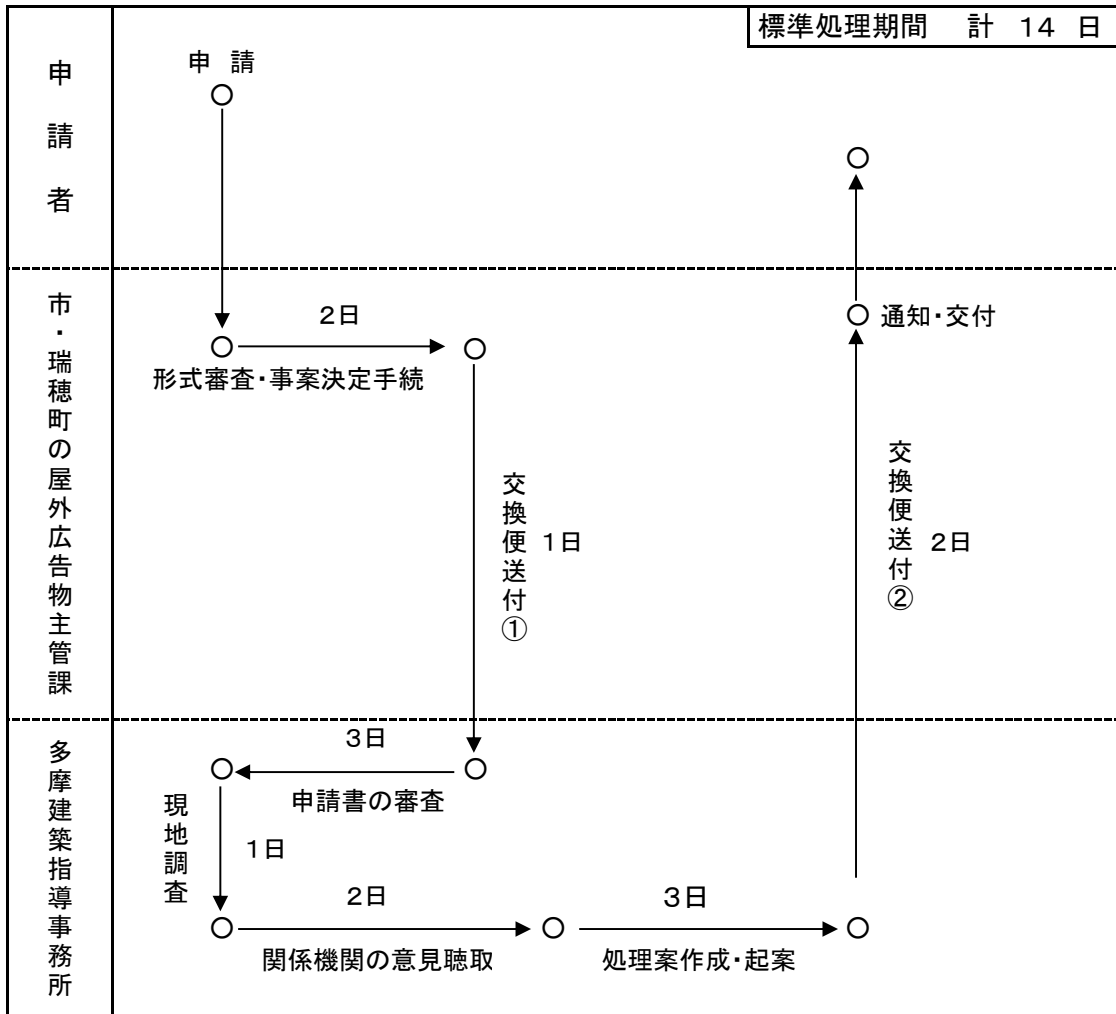 標準処理期間　計　１４　日
申請者
申　請
市・瑞穂町の屋外広告物主管課
２日
形式審査・事案決定手続
交換便送付①
１日
通知・交付
交換便送付②
２日
多摩建築指導事務所
３日
申請書の審査
現地調査
１日
２日
関係機関の意見聴取
３日
処理案作成・起案